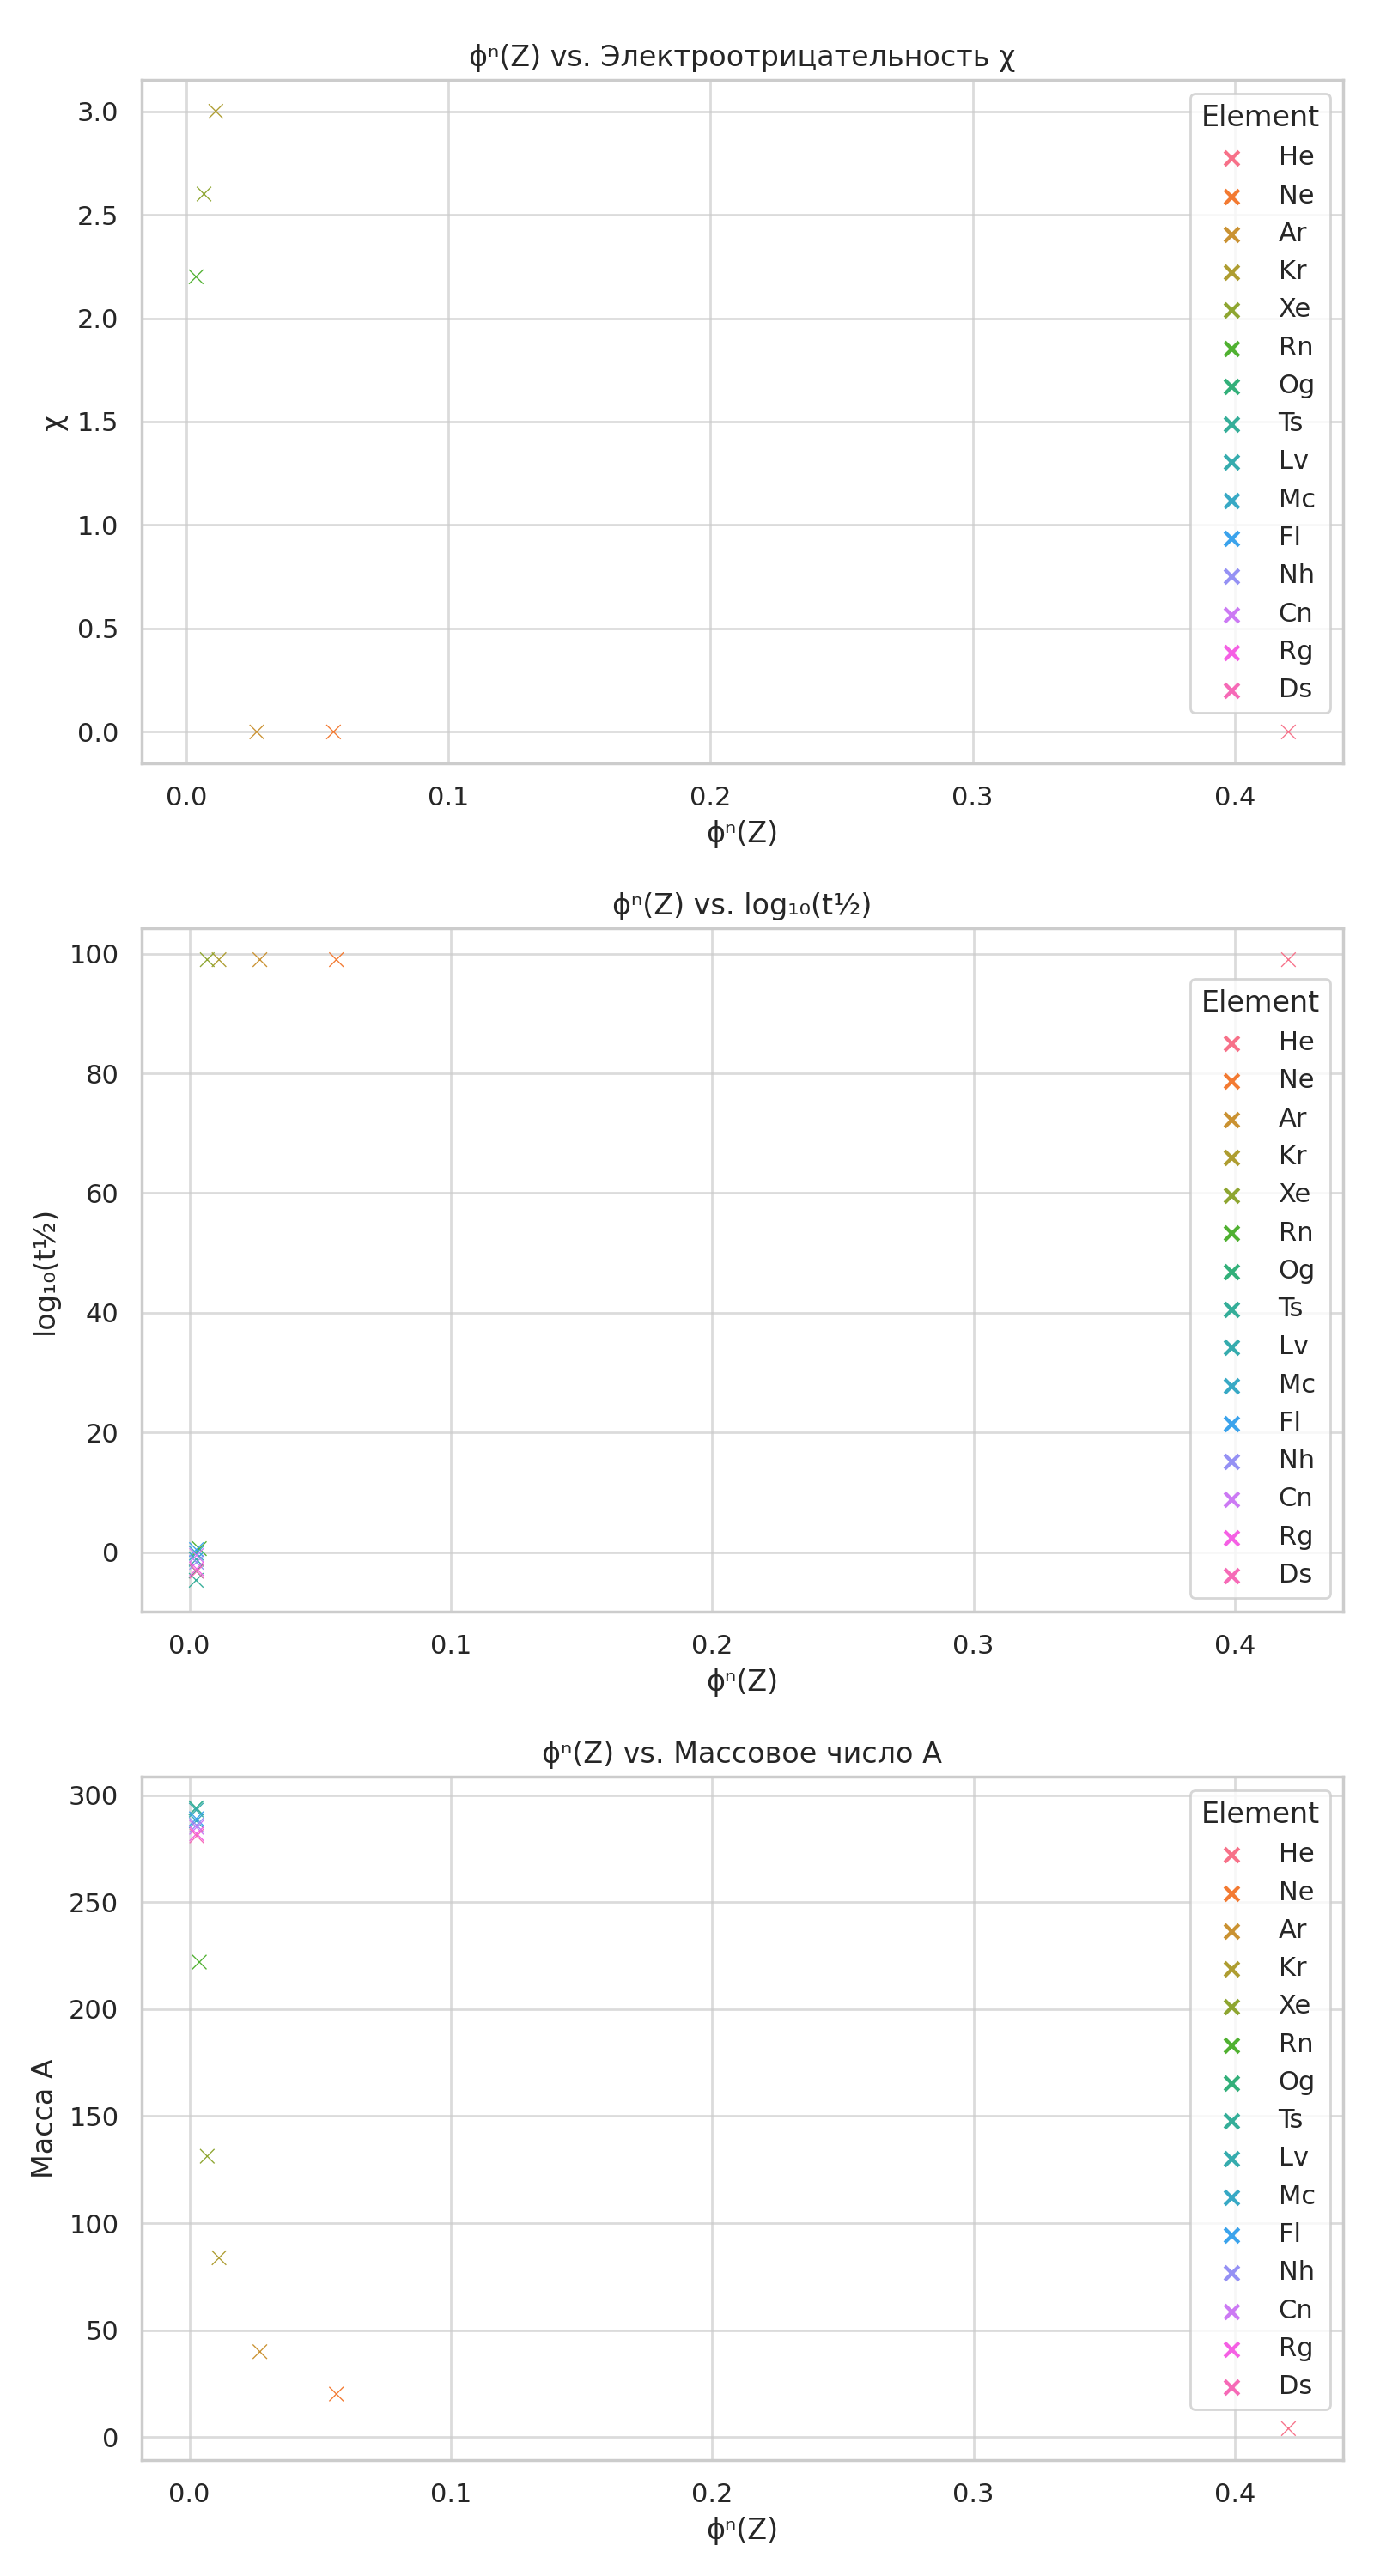 ϕⁿ(Z) vs. Электроотрицательность χ
3.0
2.5
2.0
1.5
1.0
0.5
0.0
χ
0.0 0.1 0.2 0.3 0.4
ϕⁿ(Z)
Element
He
Ne
Ar
Kr
Xe
Rn
Og
Ts
Lv
Mc
Fl
Nh
Cn
Rg
Ds
ϕⁿ(Z) vs. log₁₀(t½)
100
80
60
40
20
0
log₁₀(t½)
0.0 0.1 0.2 0.3 0.4
ϕⁿ(Z)
Element
He
Ne
Ar
Kr
Xe
Rn
Og
Ts
Lv
Mc
Fl
Nh
Cn
Rg
Ds
ϕⁿ(Z) vs. Массовое число A
300
250
200
150
100
50
0
Масса A
0.0 0.1 0.2 0.3 0.4
ϕⁿ(Z)
Element
He
Ne
Ar
Kr
Xe
Rn
Og
Ts
Lv
Mc
Fl
Nh
Cn
Rg
Ds